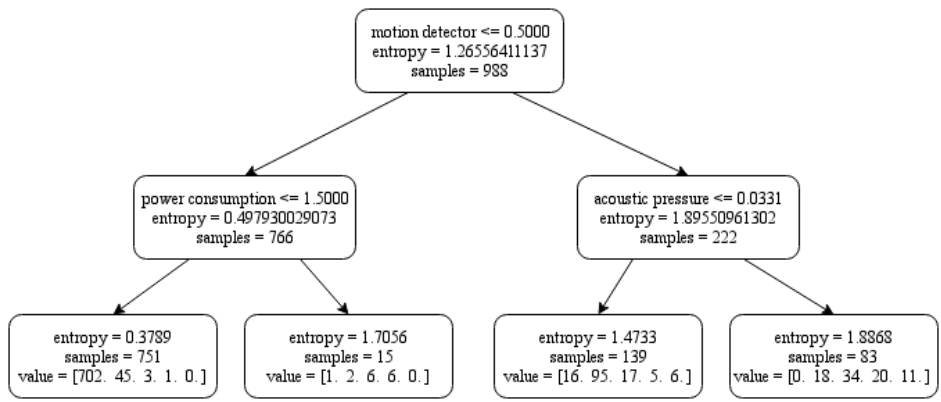 motion detector <= 0.5000
entropy = 1.26556411137
samples = 988
power consumption <= 1.5000
entropy = 0.497930029073
samples = 766
acoustic pressure <= 0.0331
entropy = 1.89550961302
samples = 222
entropy = 0.3789
samples = 751
value = [702. 45. 3. 1. 0.]
entropy = 1.7056
samples = 15
value = [1. 2. 6. 6. 0.]
entropy = 1.4733
samples = 139
value = [16. 95. 17. 5. 6.]
entropy = 1.8868
samples = 83
value = [0. 18. 34. 20. 11.]